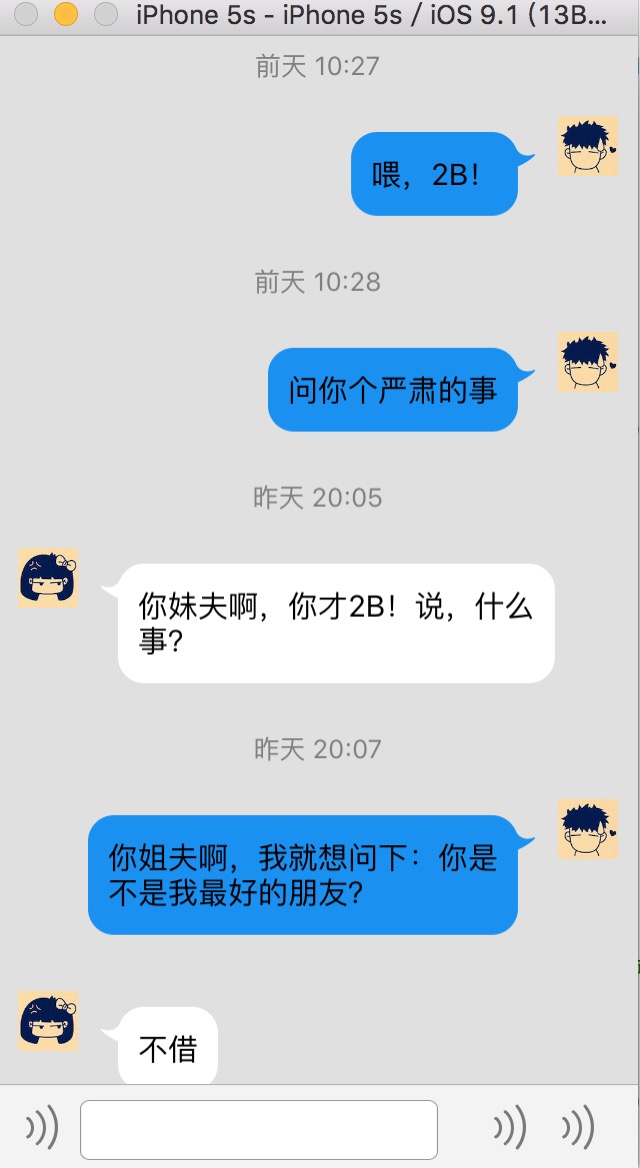 iPhone 5s - iPhone 5s / iOS 9.1 (13B...
前天 10:27
喂，2B！
前天 10:28
问你个严肃的事
昨天 20:05
你妹夫啊，你才2B！说，什么
事?
昨天 20:07
你姐夫啊，我就想问下：你是
不是我最好的朋友?
不借